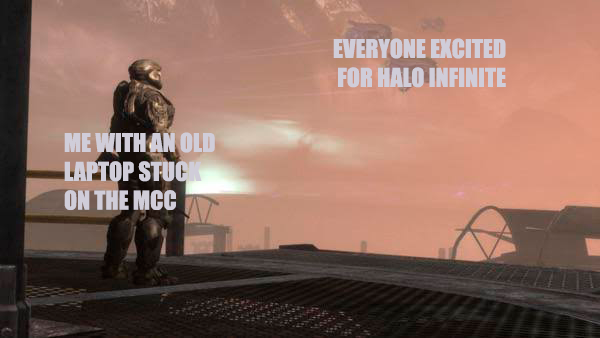 EVERYONE EXCITED
FOR HALO INFINITE
ME WITH AN OLD
LAPTOP STUCK
ON THE MCC